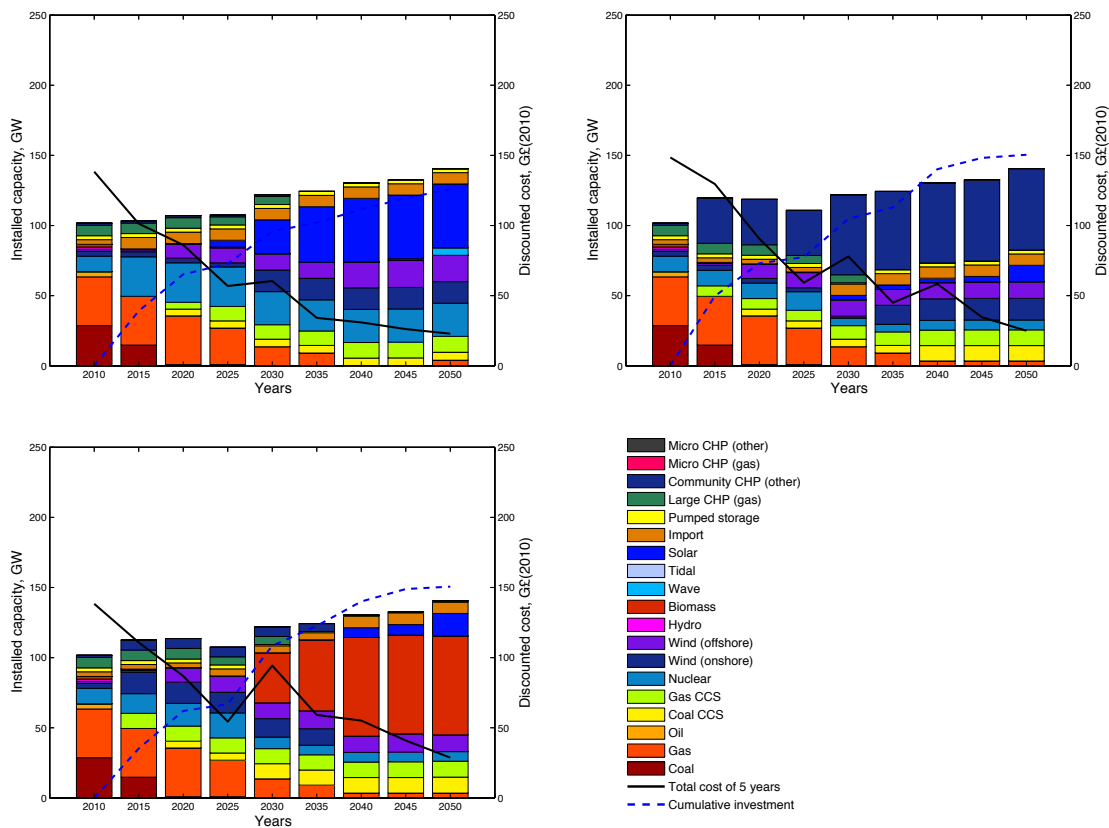 250
200
150
100
50
0
Installed capacity, GW
2010 2015 2020 2025 2030 2035 2040 2045 2050
Years
250
200
150
100
50
0
Discounted cost, G£(2010)
250
200
150
100
50
0
Installed capacity, GW
2010 2015 2020 2025 2030 2035 2040 2045 2050
Years
250
200
150
100
50
0
Discounted cost, G£(2010)
250
200
150
100
50
0
Installed capacity, GW
2010 2015 2020 2025 2030 2035 2040 2045 2050
Years
250
200
150
100
50
0
Discounted cost, G£(2010)
Micro CHP (other)
Micro CHP (gas)
Community CHP (other)
Large CHP (gas)
Pumped storage
Import
Solar
Tidal
Wave
Biomass
Hydro
Wind (offshore)
Wind (onshore)
Nuclear
Gas CCS
Coal CCS
Oil
Gas
Coal
Total cost of 5 years
Cumulative investment